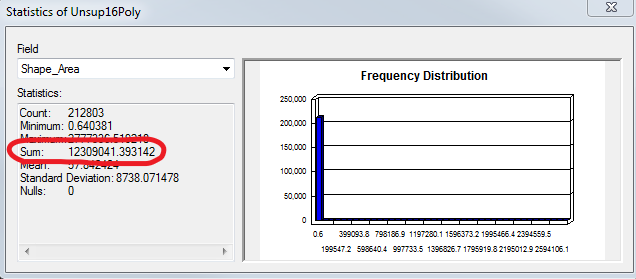 Statistics of Unsup16Poly
Field
Shape_Area
Statistics:
Count: 212803
Minimum: 0.640381
Maximum: 2777336.519218
Sum: 12309041.393142
Mean: 57.842424
Standard Deviation: 8738.071478
Nulls: 0
Frequency Distribution
250,000
200,000
150,000
100,000
50,000
0
0.6 399093.8 798186.9 1197280.1 1596373.2 1995466.4 2394559.5
199547.2 598640.4 997733.5 1396826.7 1795919.8 2195012.9 2594106.1